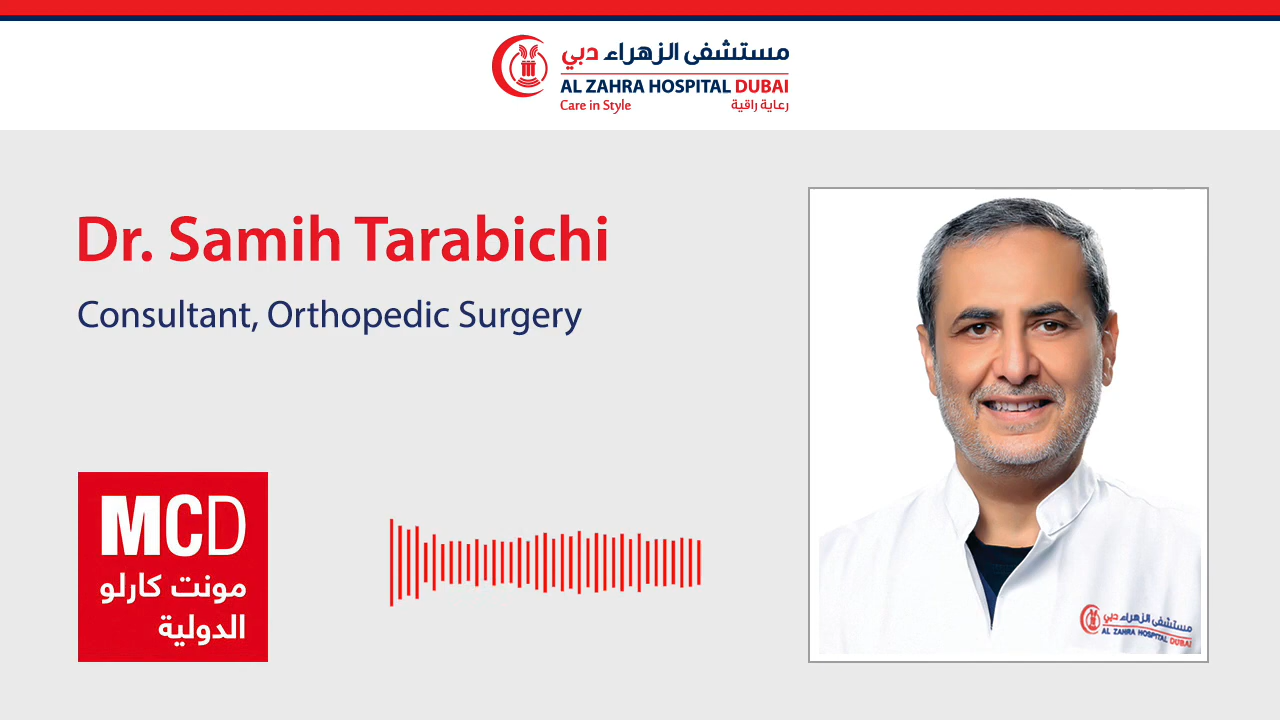 مستشفى الزهراء دبي
AL ZAHRA HOSPITAL DUBAI
Care in Style رعاية راقية
Dr. Samih Tarabichi
Consultant, Orthopedic Surgery
MCD
مونت كارلو
الدولية
مستشفى الزهراء دبي
AL ZAHRA HOSPITAL DUBAI